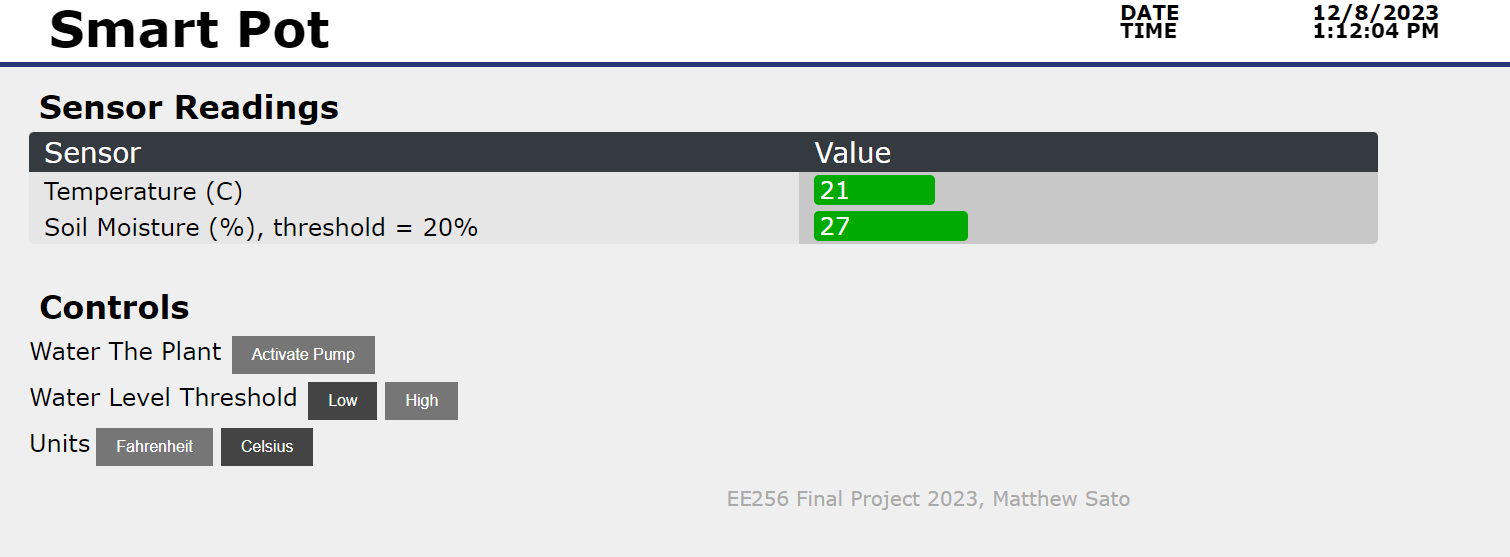 Smart Pot
DATE 12/8/2023
TIME 1:12:04 PM
Sensor Readings
Sensor Value
Temperature (C) 21
Soil Moisture (%), threshold = 20% 27
Controls
Water The Plant Activate Pump
Water Level Threshold Low High
Units Fahrenheit Celsius
EE256 Final Project 2023, Matthew Sato